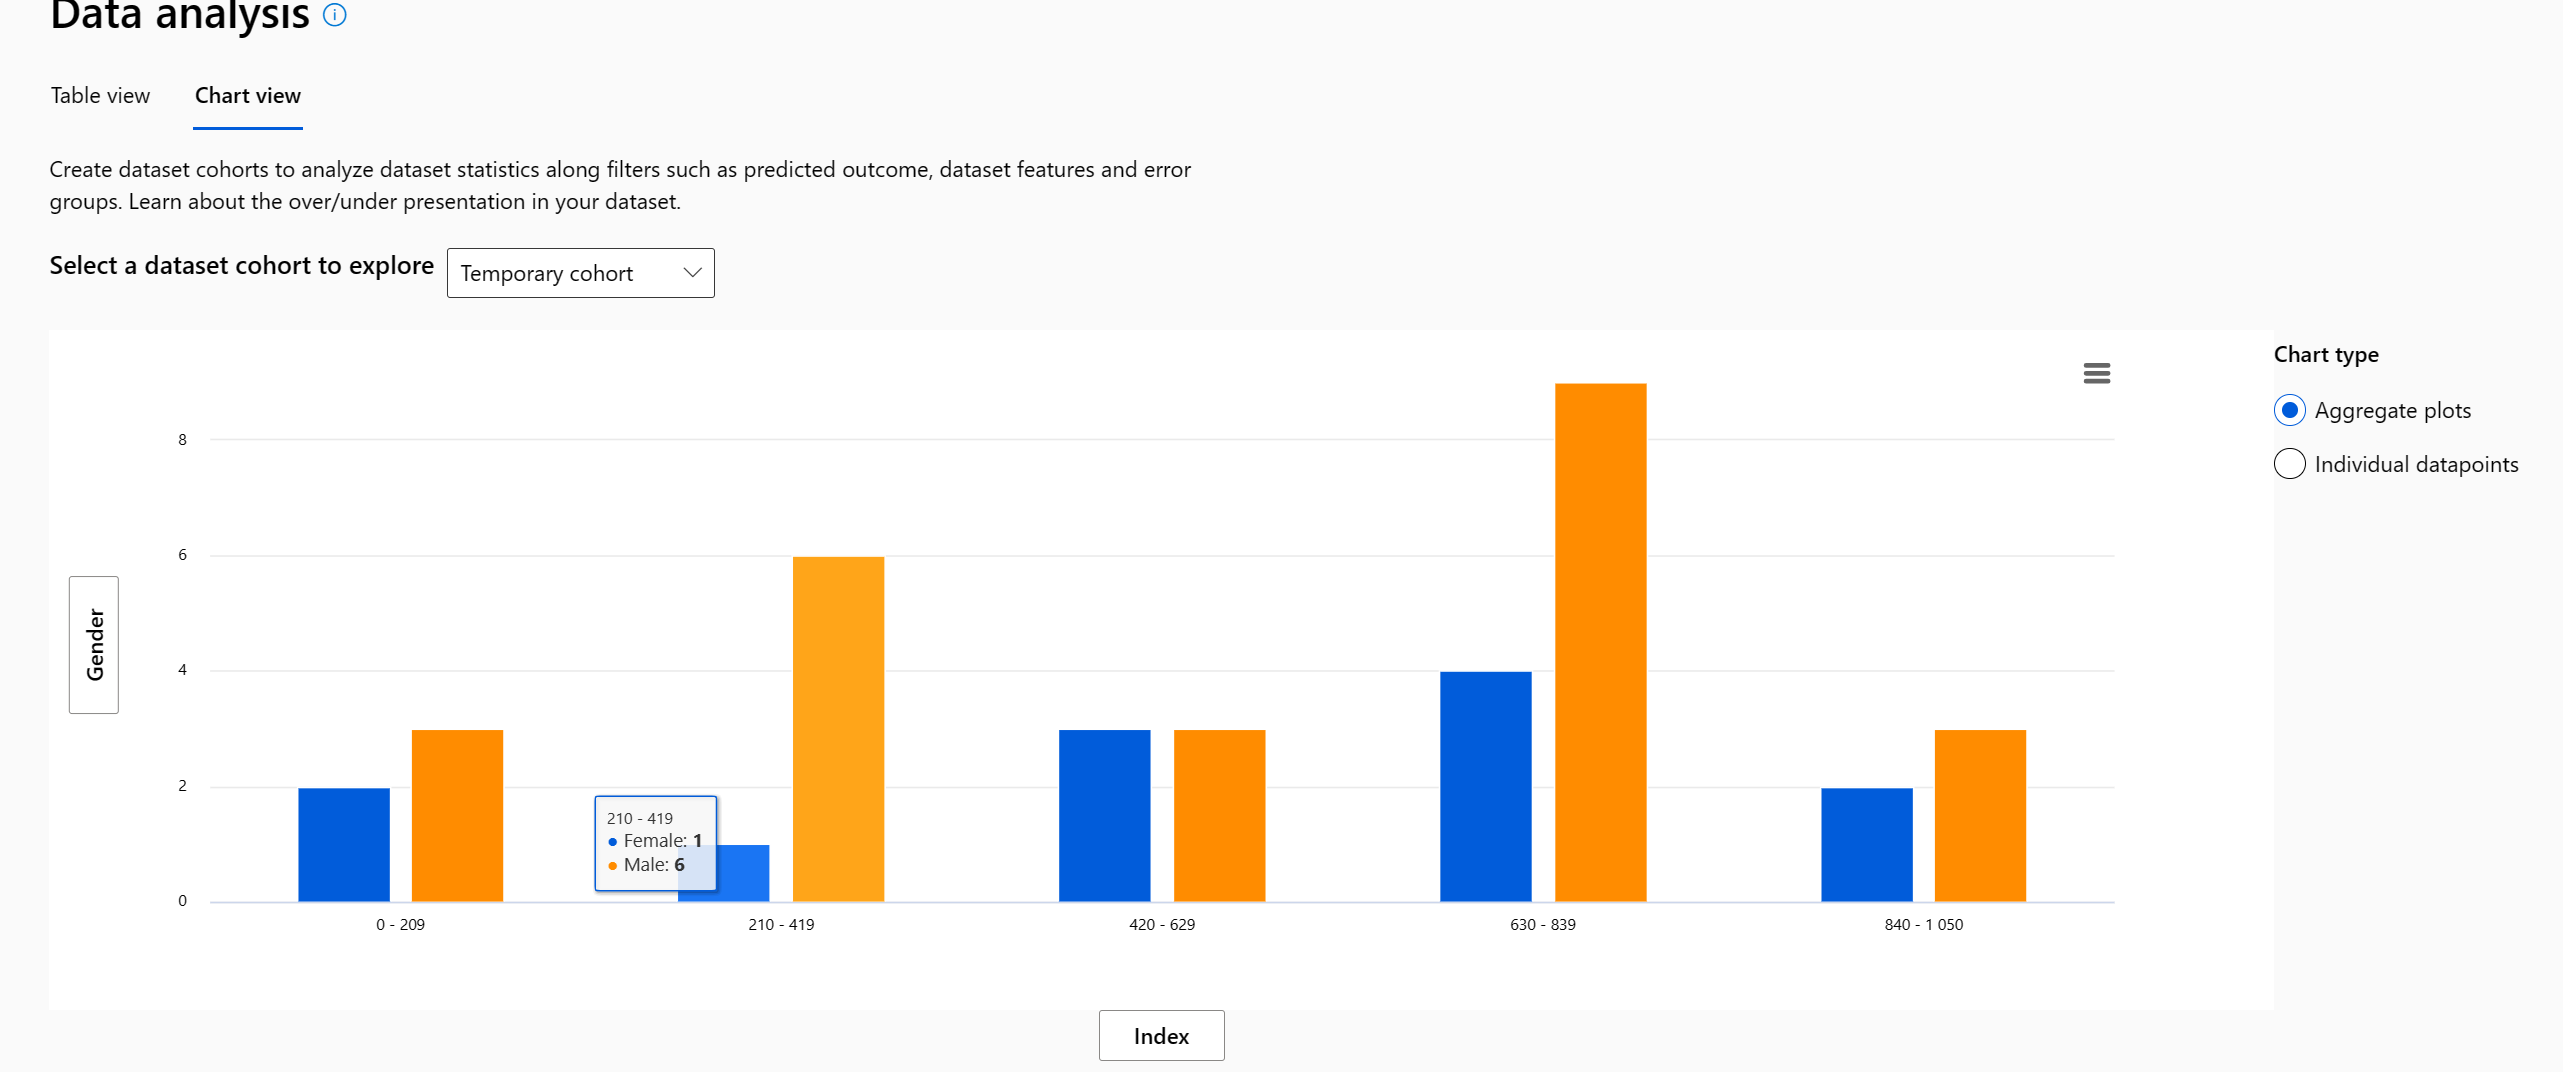 Data analysis
Table view
Chart view
Create dataset cohorts to analyze dataset statistics along filters such as predicted outcome, dataset features and error
groups. Learn about the over/under presentation in your dataset.
Select a dataset cohort to explore
Temporary cohort
Chart type
Aggregate plots
Individual datapoints
Gender
8
6
4
2
0
210 - 419
Female: 1
Male: 6
0 - 209
210 - 419
420 - 629
630 - 839
840 - 1 050
Index